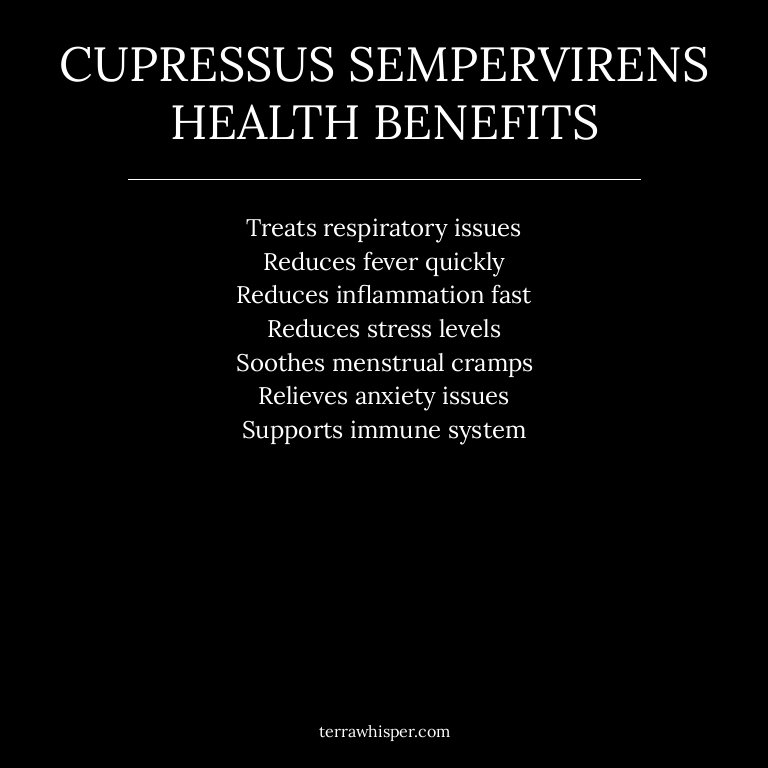 CUPRESSUS SEMPERVIRENS
HEALTH BENEFITS
Treats respiratory issues
Reduces fever quickly
Reduces inflammation fast
Reduces stress levels
Soothes menstrual cramps
Relieves anxiety issues
Supports immune system
terrawhisper.com